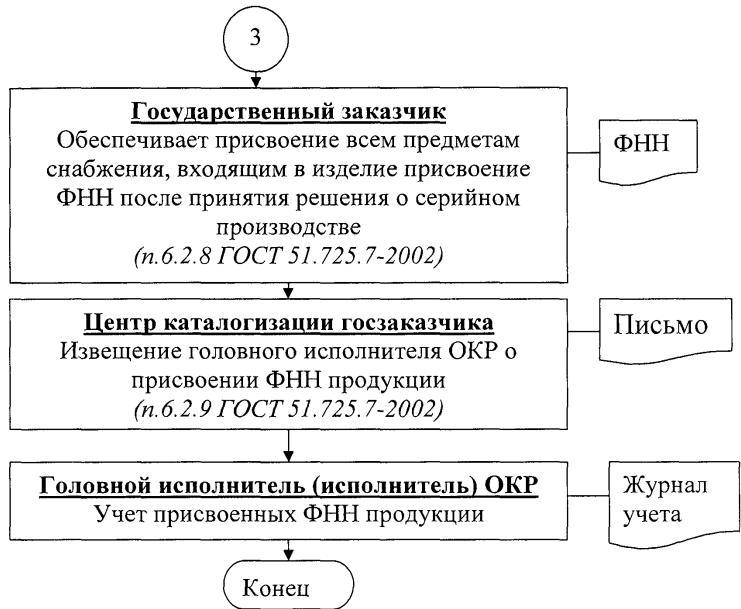 3
Государственный заказчик
Обеспечивает присвоение всем предметам
снабжения, входящим в изделие присвоение
ФНН после принятия решения о серийном
производстве
(п.6.2.8 ГОСТ 51.725.7-2002)
ФНН
Центр каталогизации госзаказчика
Извещение головного исполнителя ОКР о
присвоении ФНН продукции
(п.6.2.9 ГОСТ 51.725.7-2002)
Письмо
Головной исполнитель (исполнитель) ОКР
Учет присвоенных ФНН продукции
Журнал
учета
Конец